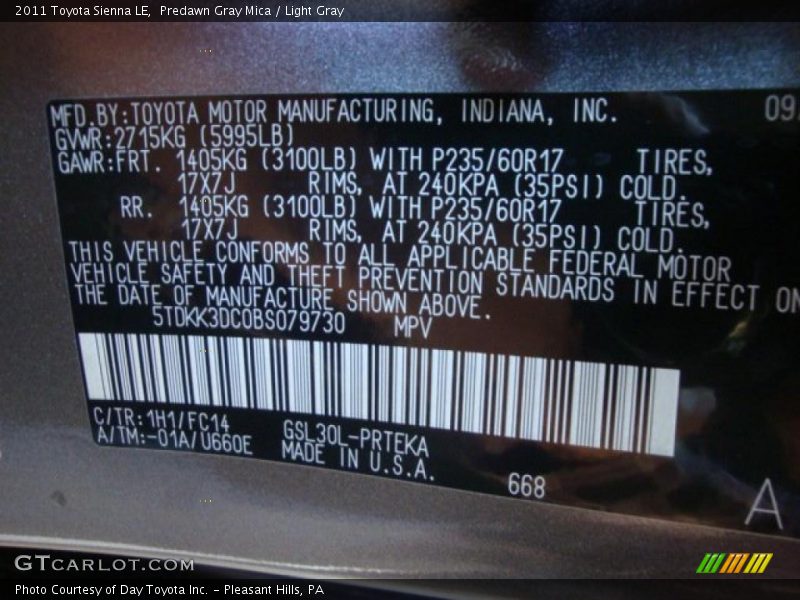 2011 Toyota Sienna LE,  Predawn Gray Mica / Light Gray
MFD.BY:TOYOTA MOTOR MANUFACTURING, INDIANA, INC. 09
GVWR:2715KG (5995LB)
GAWR:FRT. 1405KG (3100LB) WITH P235/60R17 TIRES,
17X7J RIMS, AT 240KPA (35PSI) COLD.
RR. 1405KG (3100LB) WITH P235/60R17 TIRES,
17X7J RIMS, AT 240KPA (35PSI) COLD.
THIS VEHICLE CONFORMS TO ALL APPLICABLE FEDERAL MOTOR
VEHICLE SAFETY AND THEFT PREVENTION STANDARDS IN EFFECT ON
THE DATE OF MANUFACTURE SHOWN ABOVE.
5TDKK3DC0BS079730 MPV
C/TR:1H1/FC14 GSL30L-PRTEKA
A/TM:-01A/U660E MADE IN U.S.A.
668
A
GTCARLOT.COM
Photo Courtesy of Day Toyota Inc. - Pleasant Hills, PA